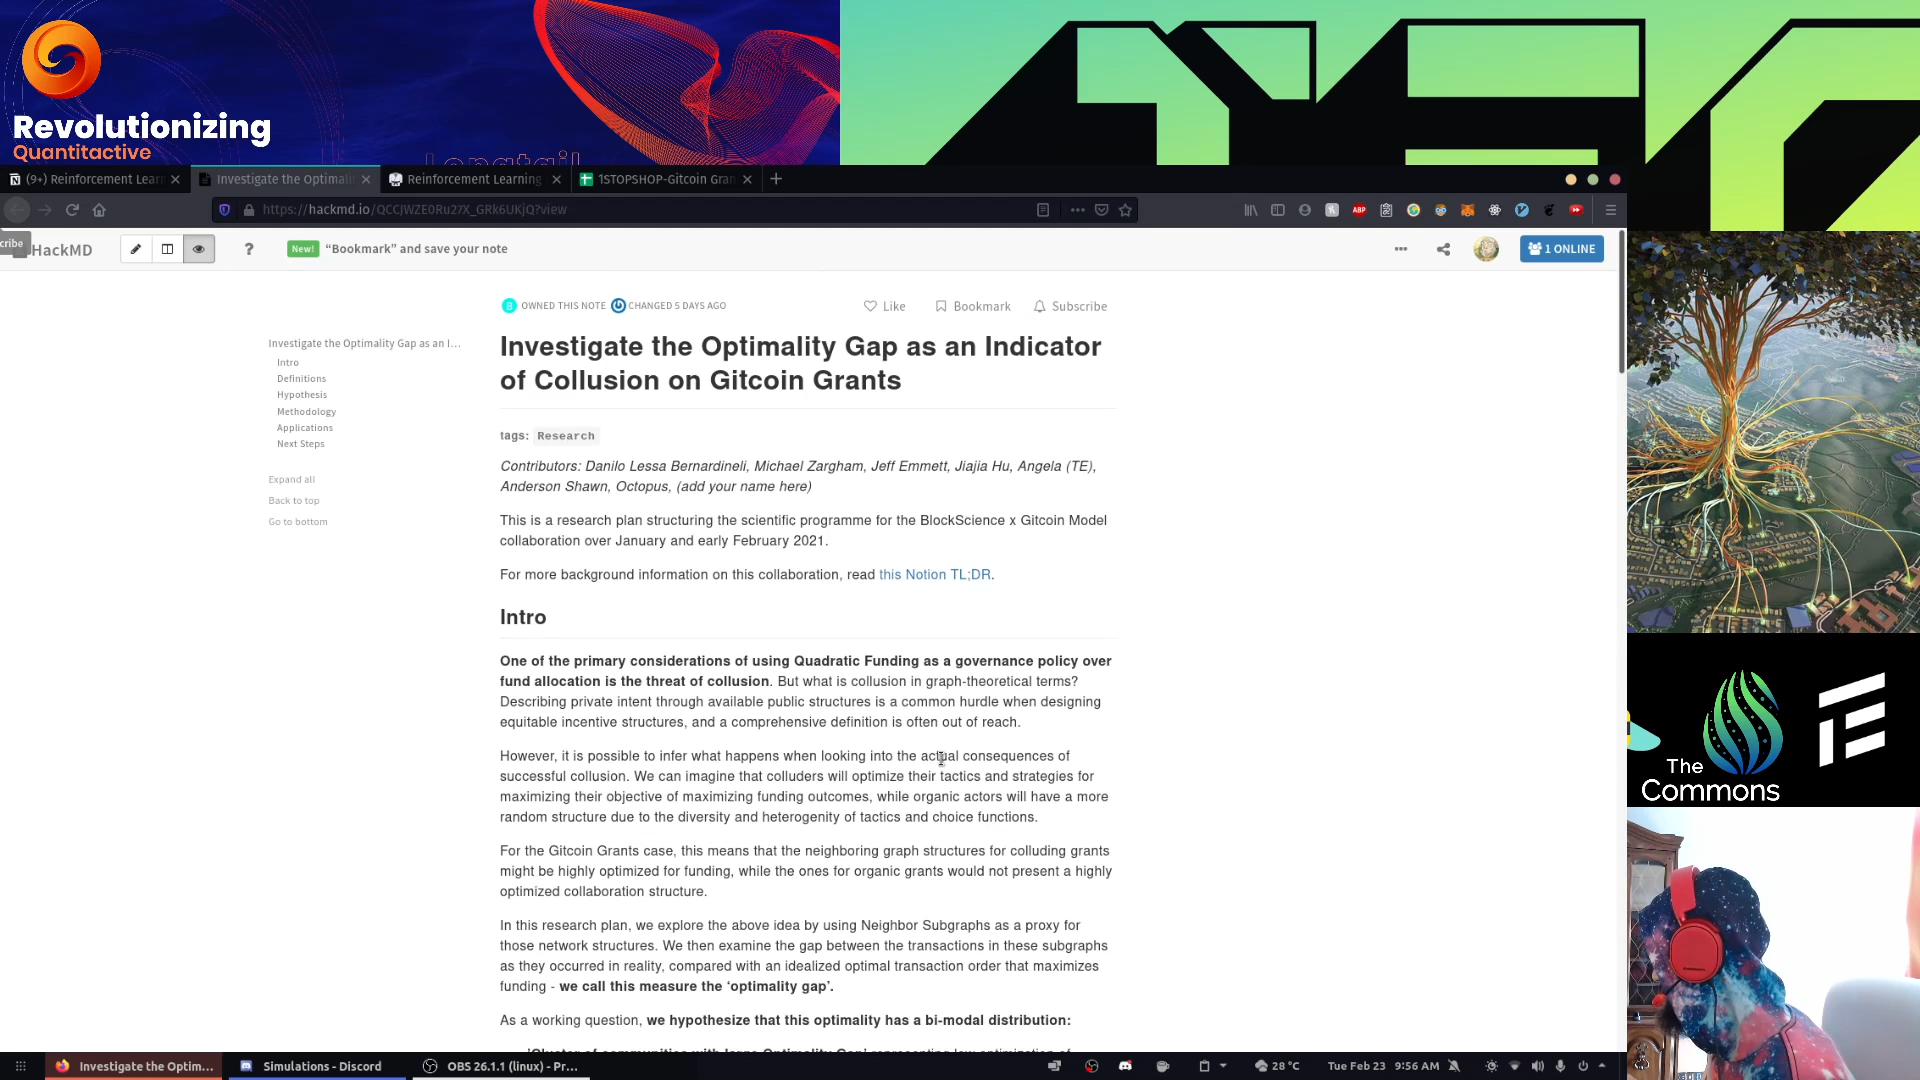 Revolutionizing
Quantitactive
Longtail
(9+) Reinforcement Learn
Investigate the Optimali
Reinforcement Learning
1STOPSHOP-Gitcoin Gran
https://hackmd.io/QCCJWZE0Ru27X_GRk6UKjQ?view
ABP
cribe
HackMD
?
New! “Bookmark” and save your note
1 ONLINE
OWNED THIS NOTE
CHANGED 5 DAYS AGO
Like
Bookmark
Subscribe
Investigate the Optimality Gap as an I...
Intro
Definitions
Hypothesis
Methodology
Applications
Next Steps
Expand all
Back to top
Go to bottom
Investigate the Optimality Gap as an Indicator
of Collusion on Gitcoin Grants
tags: Research
Contributors: Danilo Lessa Bernardineli, Michael Zargham, Jeff Emmett, Jiajia Hu, Angela (TE),
Anderson Shawn, Octopus, (add your name here)
This is a research plan structuring the scientific programme for the BlockScience x Gitcoin Model
collaboration over January and early February 2021.
For more background information on this collaboration, read this Notion TL;DR.
Intro
One of the primary considerations of using Quadratic Funding as a governance policy over
fund allocation is the threat of collusion. But what is collusion in graph-theoretical terms?
Describing private intent through available public structures is a common hurdle when designing
equitable incentive structures, and a comprehensive definition is often out of reach.
However, it is possible to infer what happens when looking into the actual consequences of
successful collusion. We can imagine that colluders will optimize their tactics and strategies for
maximizing their objective of maximizing funding outcomes, while organic actors will have a more
random structure due to the diversity and heterogenity of tactics and choice functions.
For the Gitcoin Grants case, this means that the neighboring graph structures for colluding grants
might be highly optimized for funding, while the ones for organic grants would not present a highly
optimized collaboration structure.
In this research plan, we explore the above idea by using Neighbor Subgraphs as a proxy for
those network structures. We then examine the gap between the transactions in these subgraphs
as they occurred in reality, compared with an idealized optimal transaction order that maximizes
funding - we call this measure the ‘optimality gap’.
As a working question, we hypothesize that this optimality has a bi-modal distribution:
'Cluster of communities with large Optimality Gap' representing low optimization of
The
Commons
Investigate the Optim...
Simulations - Discord
OBS 26.1.1 (linux) - Pr...
28 °C
Tue Feb 23
9:56 AM